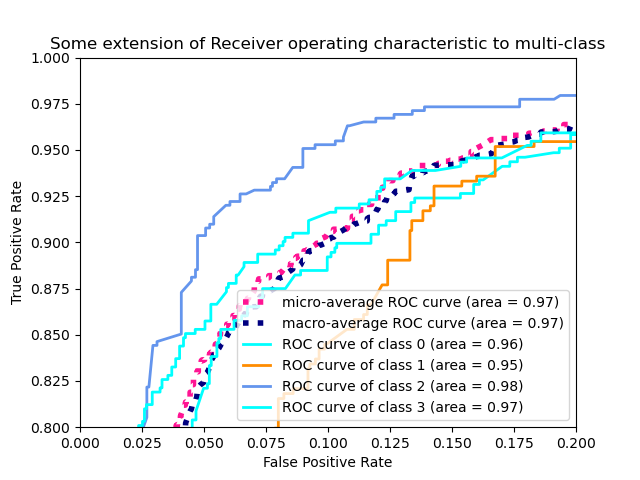 Some extension of Receiver operating characteristic to multi-class
1.000
0.975
0.950
0.925
0.900
0.875
0.850
0.825
0.800
True Positive Rate
micro-average ROC curve (area = 0.97)
macro-average ROC curve (area = 0.97)
ROC curve of class 0 (area = 0.96)
ROC curve of class 1 (area = 0.95)
ROC curve of class 2 (area = 0.98)
ROC curve of class 3 (area = 0.97)
0.000 0.025 0.050 0.075 0.100 0.125 0.150 0.175 0.200
False Positive Rate